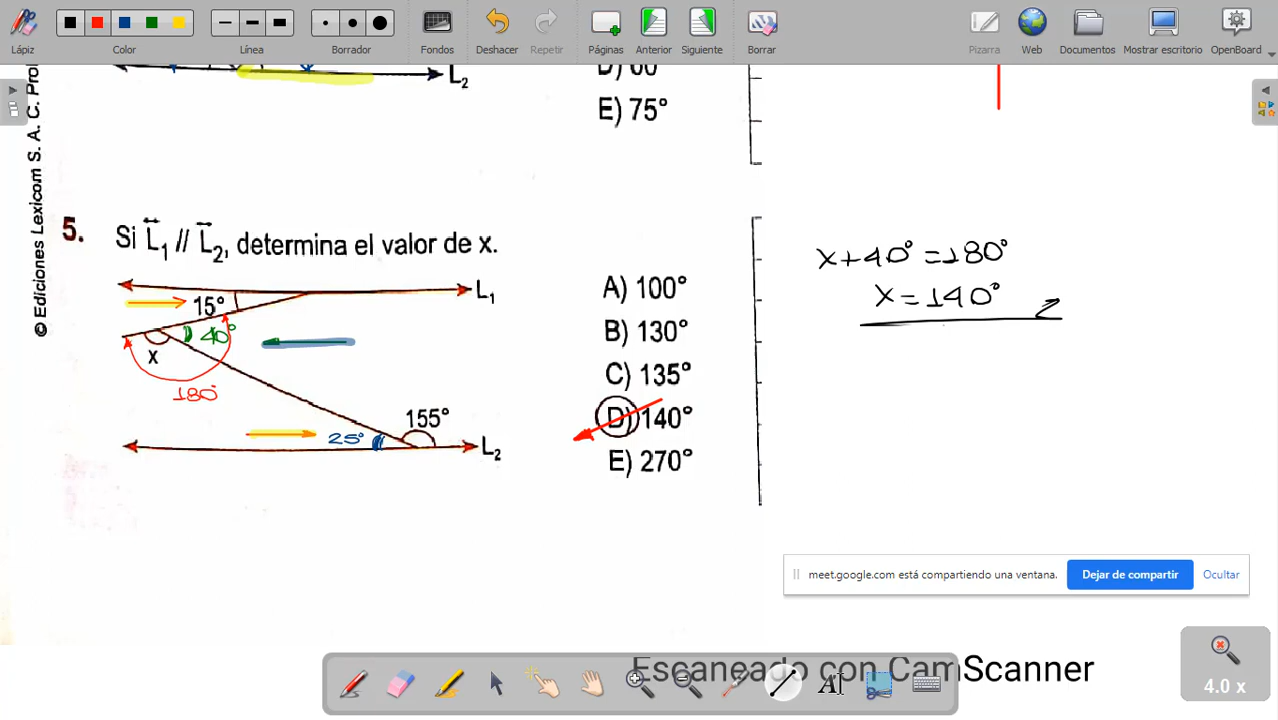 Lápiz
Color
Línea
Borrador
Fondos
Deshacer
Repetir
Páginas
Anterior
Siguiente
Borrar
Pizarra
Web
Documentos
Mostrar escritorio
OpenBoard
© Ediciones Lexicom S. A. C.
L2
E) 75°
5. Si L1 // L2, determina el valor de x.
L1
15°
40°
x
180°
155°
25°
L2
A) 100°
B) 130°
C) 135°
D) 140°
E) 270°
x+40°=180°
x=140°
meet.google.com está compartiendo una ventana.
Dejar de compartir
Ocultar
Escaneado con CamScanner
4.0 x